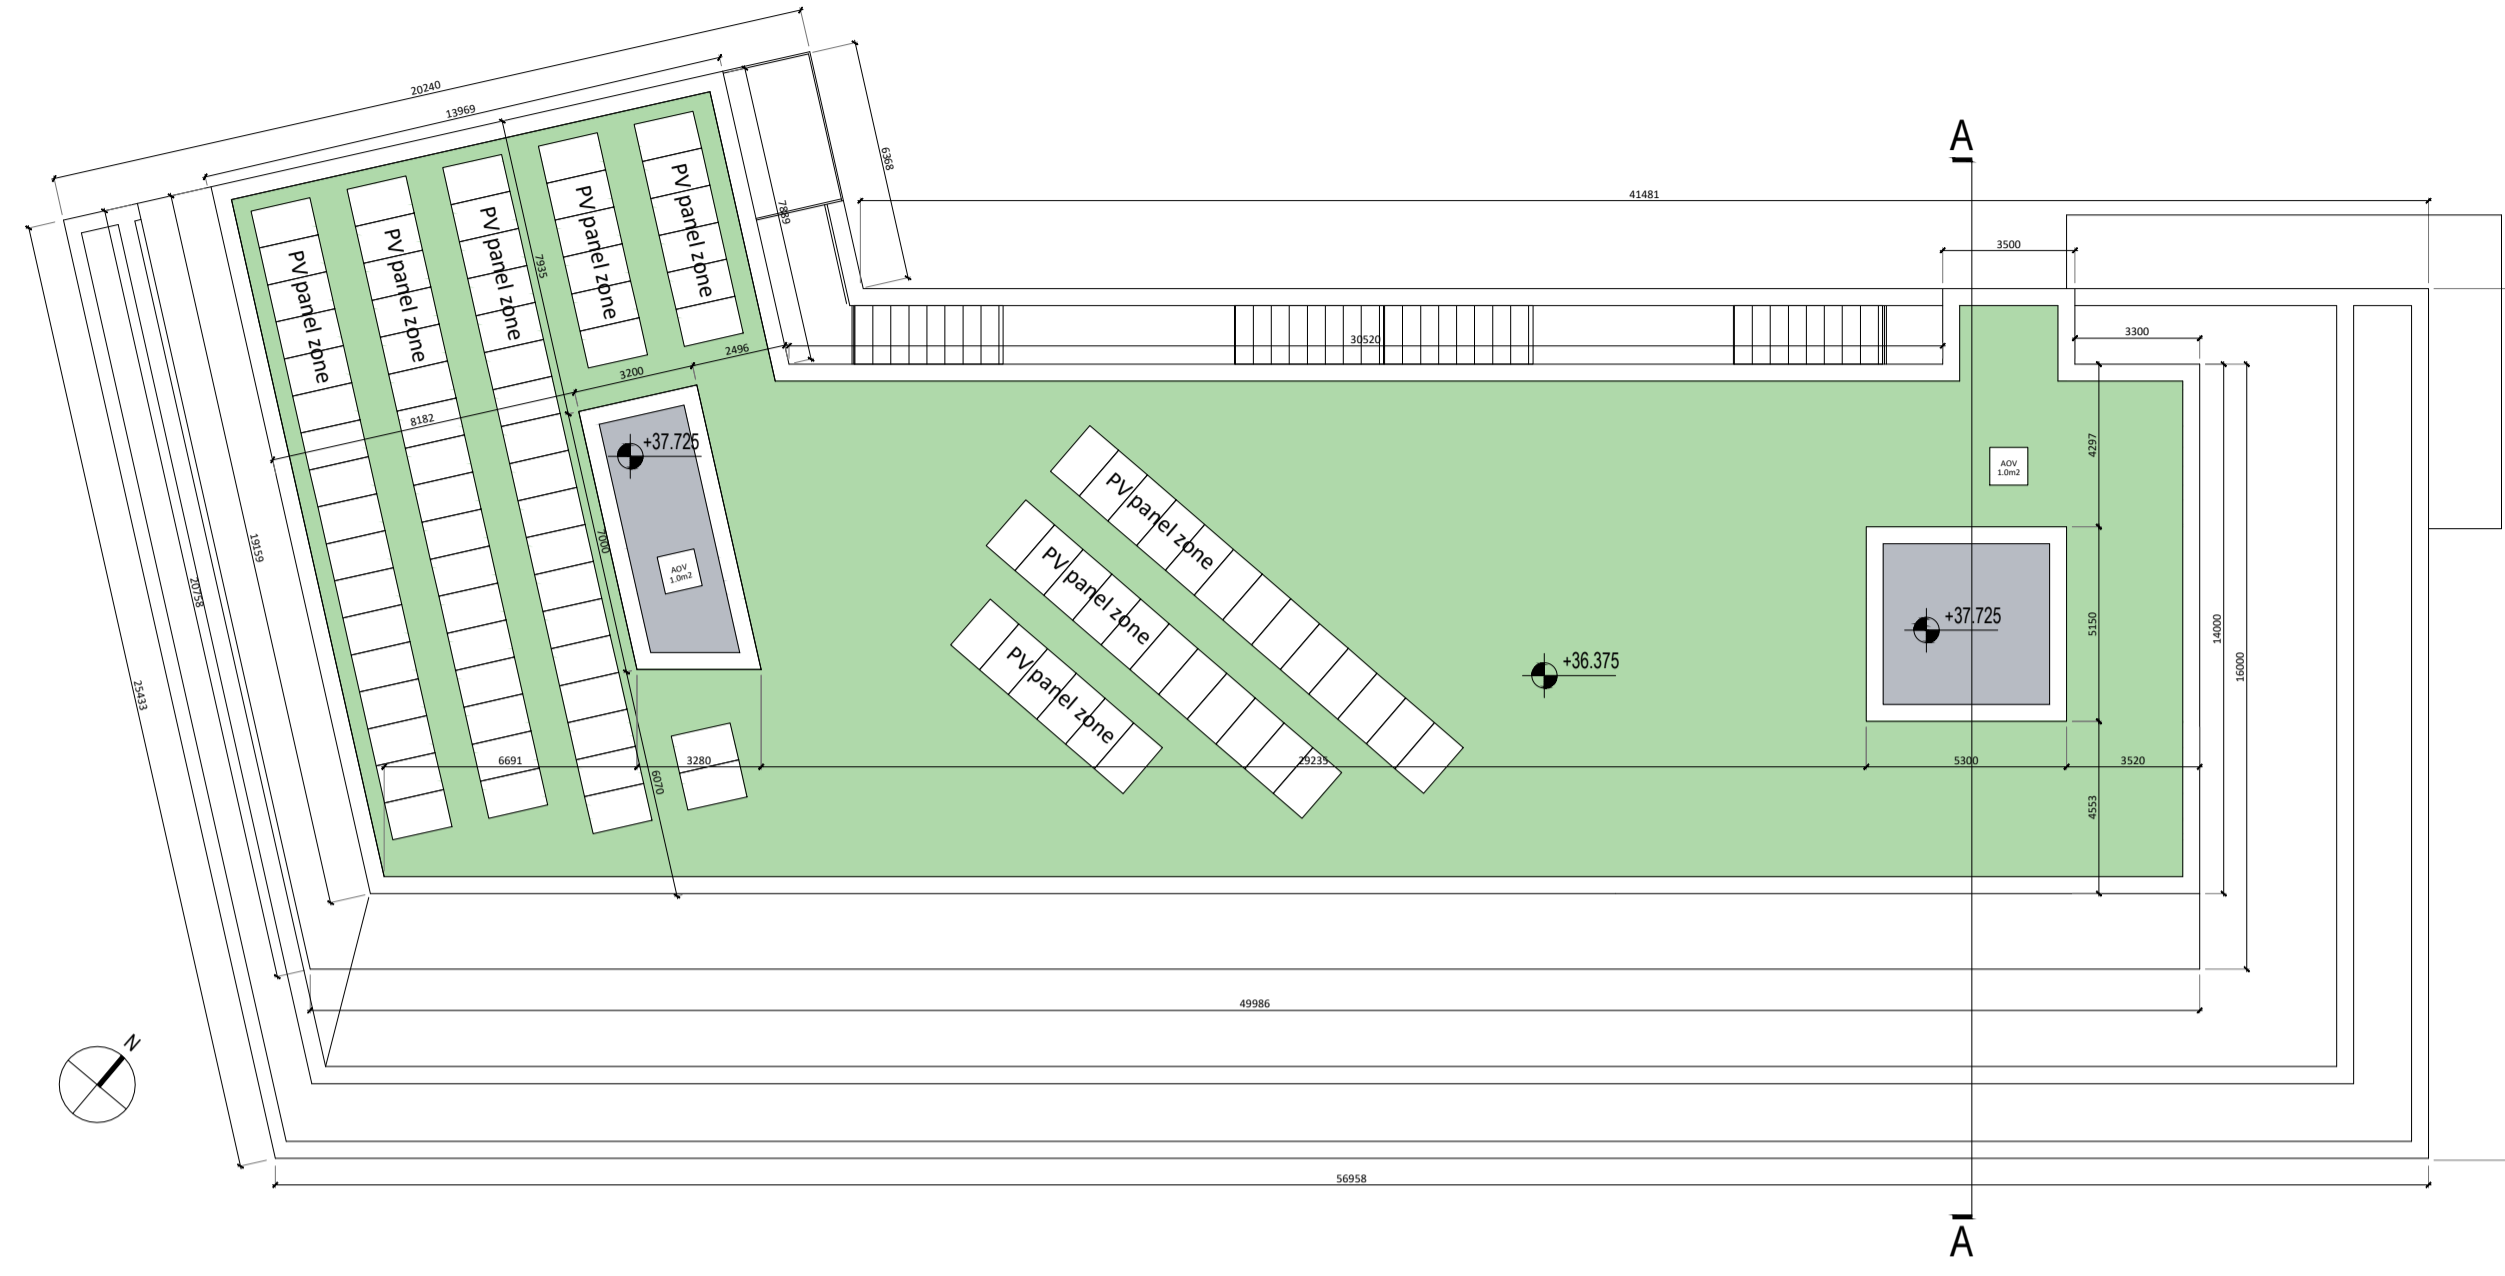 20240
13969
6368
7889
A
41481
3500
PV panel zone
PV panel zone
PV panel zone
PV panel zone
PV panel zone
7935
30520
3300
2496
3200
8182
+37.725
4297
AOV
1.0m2
PV panel zone
PV panel zone
PV panel zone
19159
20758
25433
7000
AOV
1.0m2
+37.725
5150
14000
16000
+36.375
6691
3280
29235
5300
3520
6070
4553
49986
N
56958
A